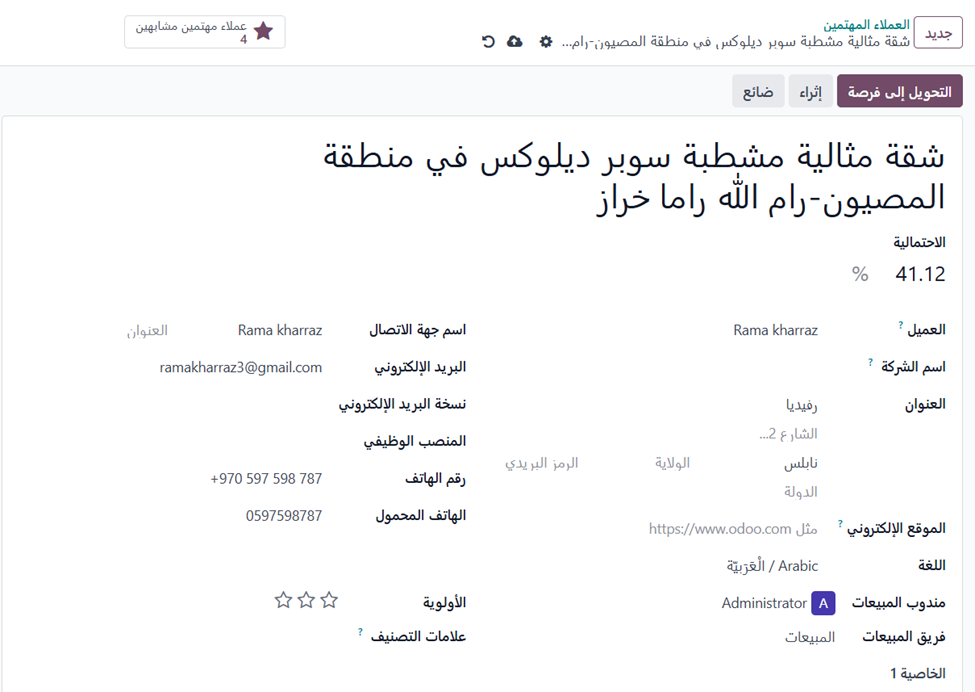 جديد
العملاء المهتمين
شقة مثالية مشطبة سوبر ديلوكس في منطقة المصيون-رام...
عملاء مهتمين مشابهين
4
التحويل إلى فرصة
إثراء
ضائع
شقة مثالية مشطبة سوبر ديلوكس في منطقة
المصيون-رام الله راما خراز
الاحتمالية
41.12 %
العميل ? Rama kharraz
اسم الشركة ?
العنوان رفيديا
الشارع 2...
نابلس الولاية الرمز البريدي
الدولة
الموقع الإلكتروني ? مثل https://www.odoo.com
اللغة Arabic / الْعَرَبيّة
مندوب المبيعات A Administrator
فريق المبيعات المبيعات
الخاصية 1
اسم جهة الاتصال Rama kharraz العنوان
البريد الإلكتروني ramakharraz3@gmail.com
نسخة البريد الإلكتروني
المنصب الوظيفي
رقم الهاتف +970 597 598 787
الهاتف المحمول 0597598787
الأولوية
علامات التصنيف ?